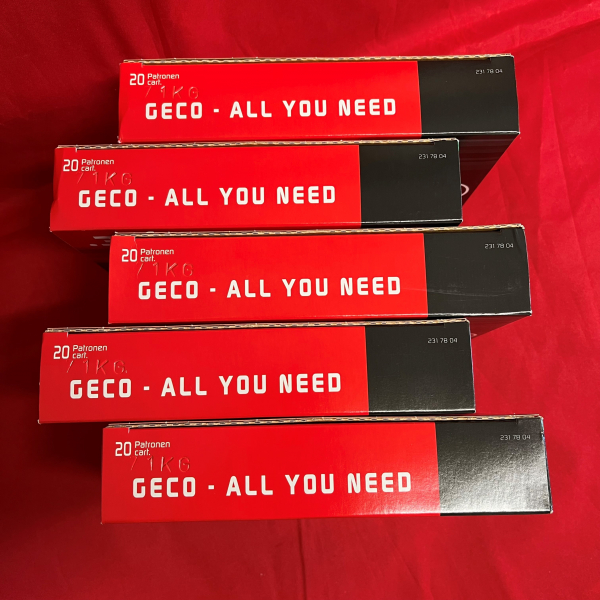 20 Patronen
cart.
/ 1KG
GECO - ALL YOU NEED
231 78 04
20 Patronen
cart.
/ 1KG
GECO - ALL YOU NEED
231 78 04
20 Patronen
cart.
/ 1KG
GECO - ALL YOU NEED
231 78 04
20 Patronen
cart.
/ 1KG
GECO - ALL YOU NEED
231 78 04
20 Patronen
cart.
/ 1KG
GECO - ALL YOU NEED
231 78 04